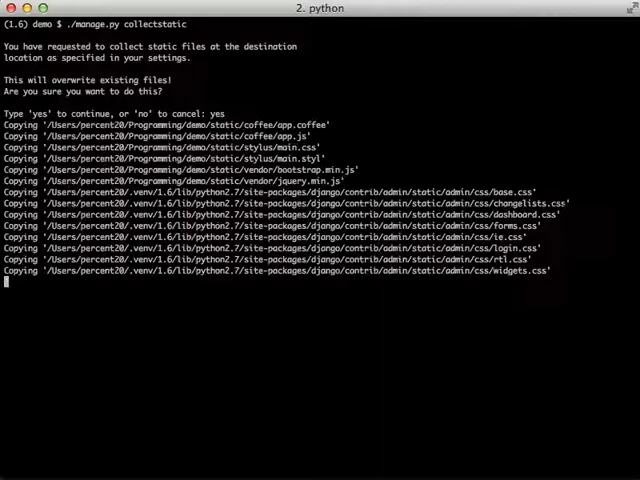 2. python
(1.6) demo $ ./manage.py collectstatic
You have requested to collect static files at the destination
location as specified in your settings.
This will overwrite existing files!
Are you sure you want to do this?
Type 'yes' to continue, or 'no' to cancel: yes
Copying '/Users/percent20/Programming/demo/static/coffee/app.coffee'
Copying '/Users/percent20/Programming/demo/static/coffee/app.js'
Copying '/Users/percent20/Programming/demo/static/stylus/main.css'
Copying '/Users/percent20/Programming/demo/static/stylus/main.styl'
Copying '/Users/percent20/Programming/demo/static/vendor/bootstrap.min.js'
Copying '/Users/percent20/Programming/demo/static/vendor/jquery.min.js'
Copying '/Users/percent20/.venv/1.6/lib/python2.7/site-packages/django/contrib/admin/static/admin/css/base.css'
Copying '/Users/percent20/.venv/1.6/lib/python2.7/site-packages/django/contrib/admin/static/admin/css/changelists.css'
Copying '/Users/percent20/.venv/1.6/lib/python2.7/site-packages/django/contrib/admin/static/admin/css/dashboard.css'
Copying '/Users/percent20/.venv/1.6/lib/python2.7/site-packages/django/contrib/admin/static/admin/css/forms.css'
Copying '/Users/percent20/.venv/1.6/lib/python2.7/site-packages/django/contrib/admin/static/admin/css/ie.css'
Copying '/Users/percent20/.venv/1.6/lib/python2.7/site-packages/django/contrib/admin/static/admin/css/login.css'
Copying '/Users/percent20/.venv/1.6/lib/python2.7/site-packages/django/contrib/admin/static/admin/css/rtl.css'
Copying '/Users/percent20/.venv/1.6/lib/python2.7/site-packages/django/contrib/admin/static/admin/css/widgets.css'